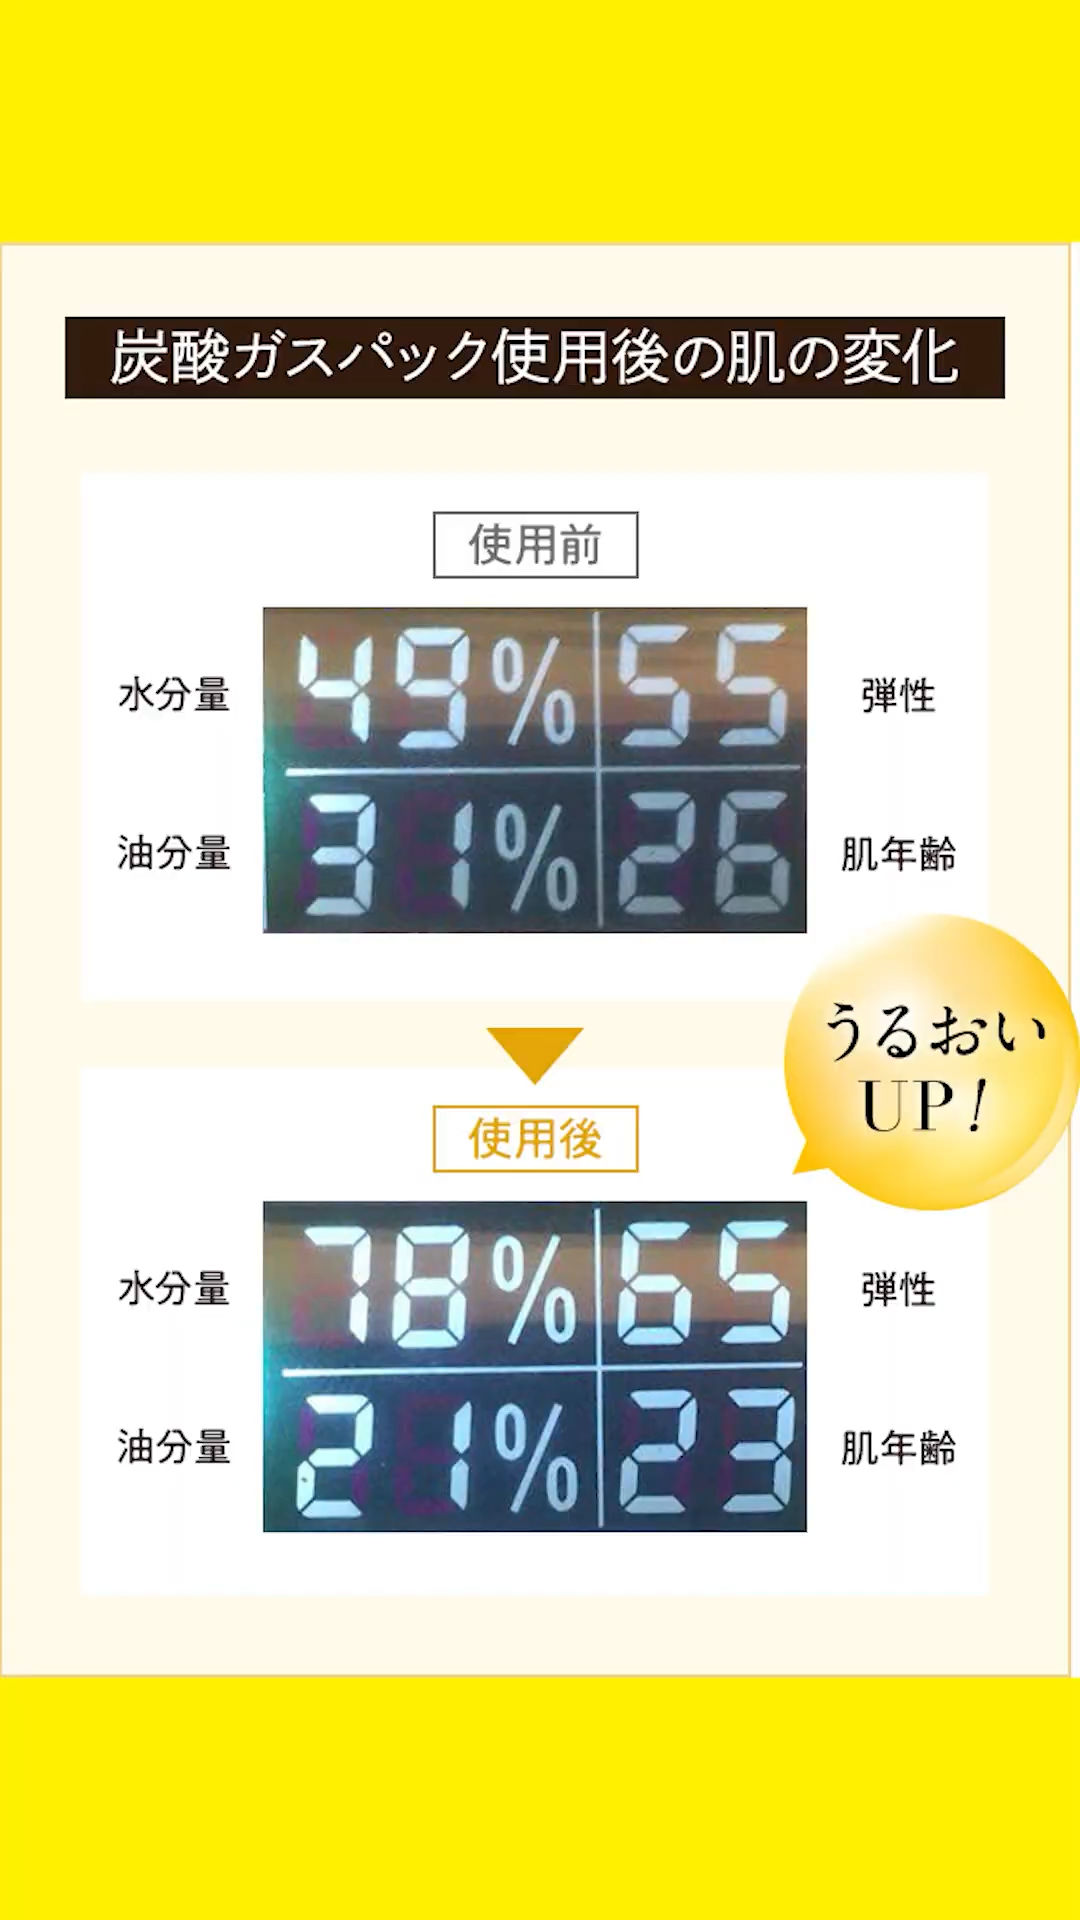 炭酸ガスパック使用後の肌の変化
使用前
水分量 49% 55 弾性
油分量 31% 26 肌年齢
うるおい
UP!
使用後
水分量 78% 65 弾性
油分量 21% 23 肌年齢